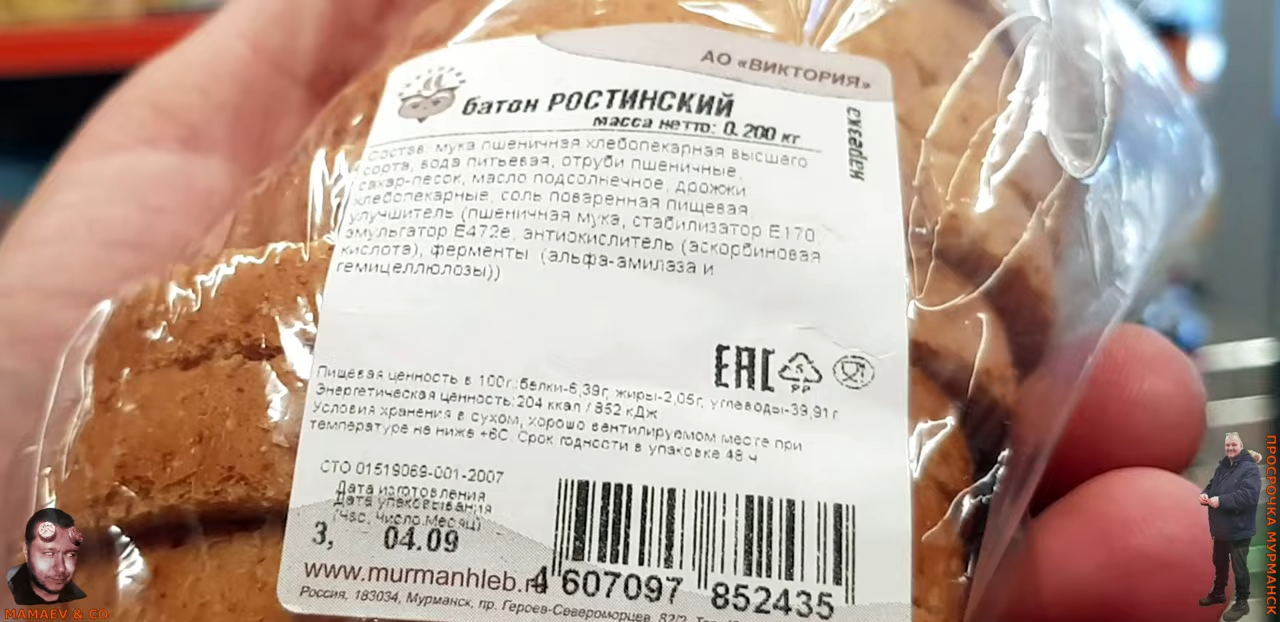 АО «ВИКТОРИЯ»
батон РОСТИНСКИЙ
масса нетто: 0.200 кг
ежеарен
Состав: мука пшеничная хлебопекарная высшего
сорта, вода питьевая, отруби пшеничные,
сахар-песок, масло подсолнечное, дрожжи
хлебопекарные, соль поваренная пищевая,
улучшитель (пшеничная мука, стабилизатор Е170,
эмульгатор Е472е, антиокислитель (аскорбиновая
кислота), ферменты (альфа-амилаза и
гемицеллюлозы))
ЕАС
5
PP
Пищевая ценность в 100г.:белки-6,39г, жиры-2,05г, углеводы-39,91г
Энергетическая ценность:204 ккал / 852 кДж
Условия хранения в сухом, хорошо вентилируемом месте при
температуре не ниже +6С. Срок годности в упаковке 48 ч
СТО 01519069-001-2007
Дата изготовления
Дата упаковывания
(Час, Число.Месяц)
3, 04.09
www.murmanhleb.r
4 607097 852435
Россия, 183034, Мурманск, пр. Героев-Североморцев, 82/2,
MAMAEV & CO
ПРОСРОЧКА МУРМАНСК